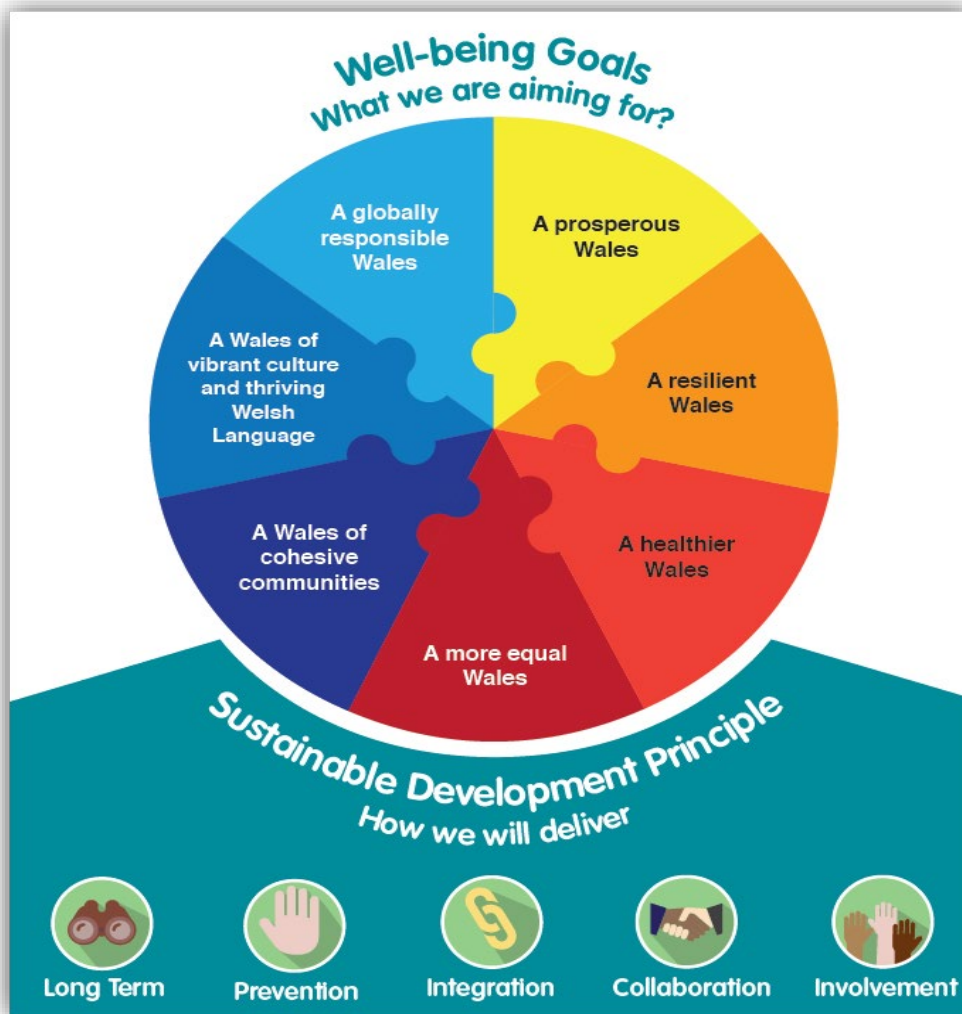 Well-being Goals
What we are aiming for?
A globally
responsible
Wales
A prosperous
Wales
A Wales of
vibrant culture
and thriving
Welsh
Language
A resilient
Wales
A Wales of
cohesive
communities
A healthier
Wales
A more equal
Wales
Sustainable Development Principle
How we will deliver
Long Term
Prevention
Integration
Collaboration
Involvement